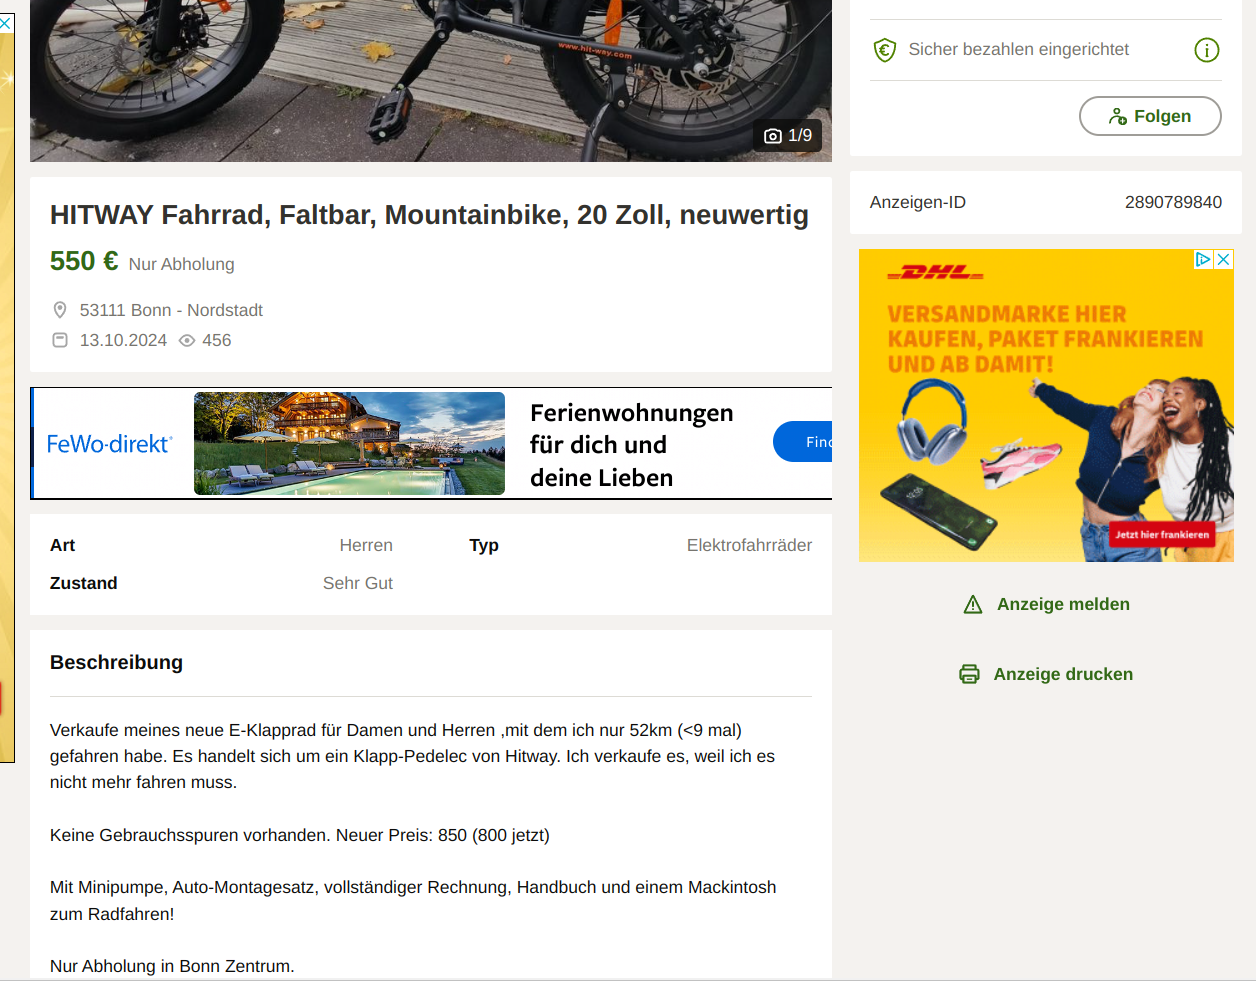 www.hit-way.com
1/9
HITWAY Fahrrad, Faltbar, Mountainbike, 20 Zoll, neuwertig
550 € Nur Abholung
53111 Bonn - Nordstadt
13.10.2024 456
FeWo-direkt
Ferienwohnungen
für dich und
deine Lieben
Art Herren Typ Elektrofahrräder
Zustand Sehr Gut
Beschreibung
Verkaufe meines neue E-Klapprad für Damen und Herren ,mit dem ich nur 52km (<9 mal)
gefahren habe. Es handelt sich um ein Klapp-Pedelec von Hitway. Ich verkaufe es, weil ich es
nicht mehr fahren muss.
Keine Gebrauchsspuren vorhanden. Neuer Preis: 850 (800 jetzt)
Mit Minipumpe, Auto-Montagesatz, vollständiger Rechnung, Handbuch und einem Mackintosh
zum Radfahren!
Nur Abholung in Bonn Zentrum.
Sicher bezahlen eingerichtet
Folgen
Anzeigen-ID 2890789840
DHL
VERSANDMARKE HIER
KAUFEN, PAKET FRANKIEREN
UND AB DAMIT!
Jetzt hier frankieren
Anzeige melden
Anzeige drucken